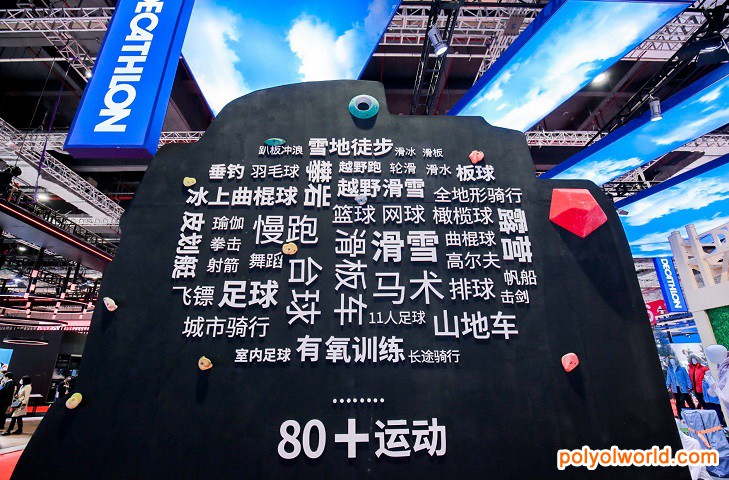 DECATHLON
趴板冲浪 雪地徒步 滑冰 滑板
垂钓 羽毛球 攀岩 越野跑 轮滑 滑水 板球
水上曲棍球 越野滑雪 全地形骑行
皮划艇 瑜伽 慢跑 篮球 网球 橄榄球 露营
拳击 滑板车 滑雪 曲棍球
射箭 舞蹈 台球 高尔夫
飞镖 足球 马术 排球 帆船
击剑
城市骑行 11人足球 山地车
室内足球 有氧训练 长途骑行
........
80+运动
DECATHLON
polyolworld.com